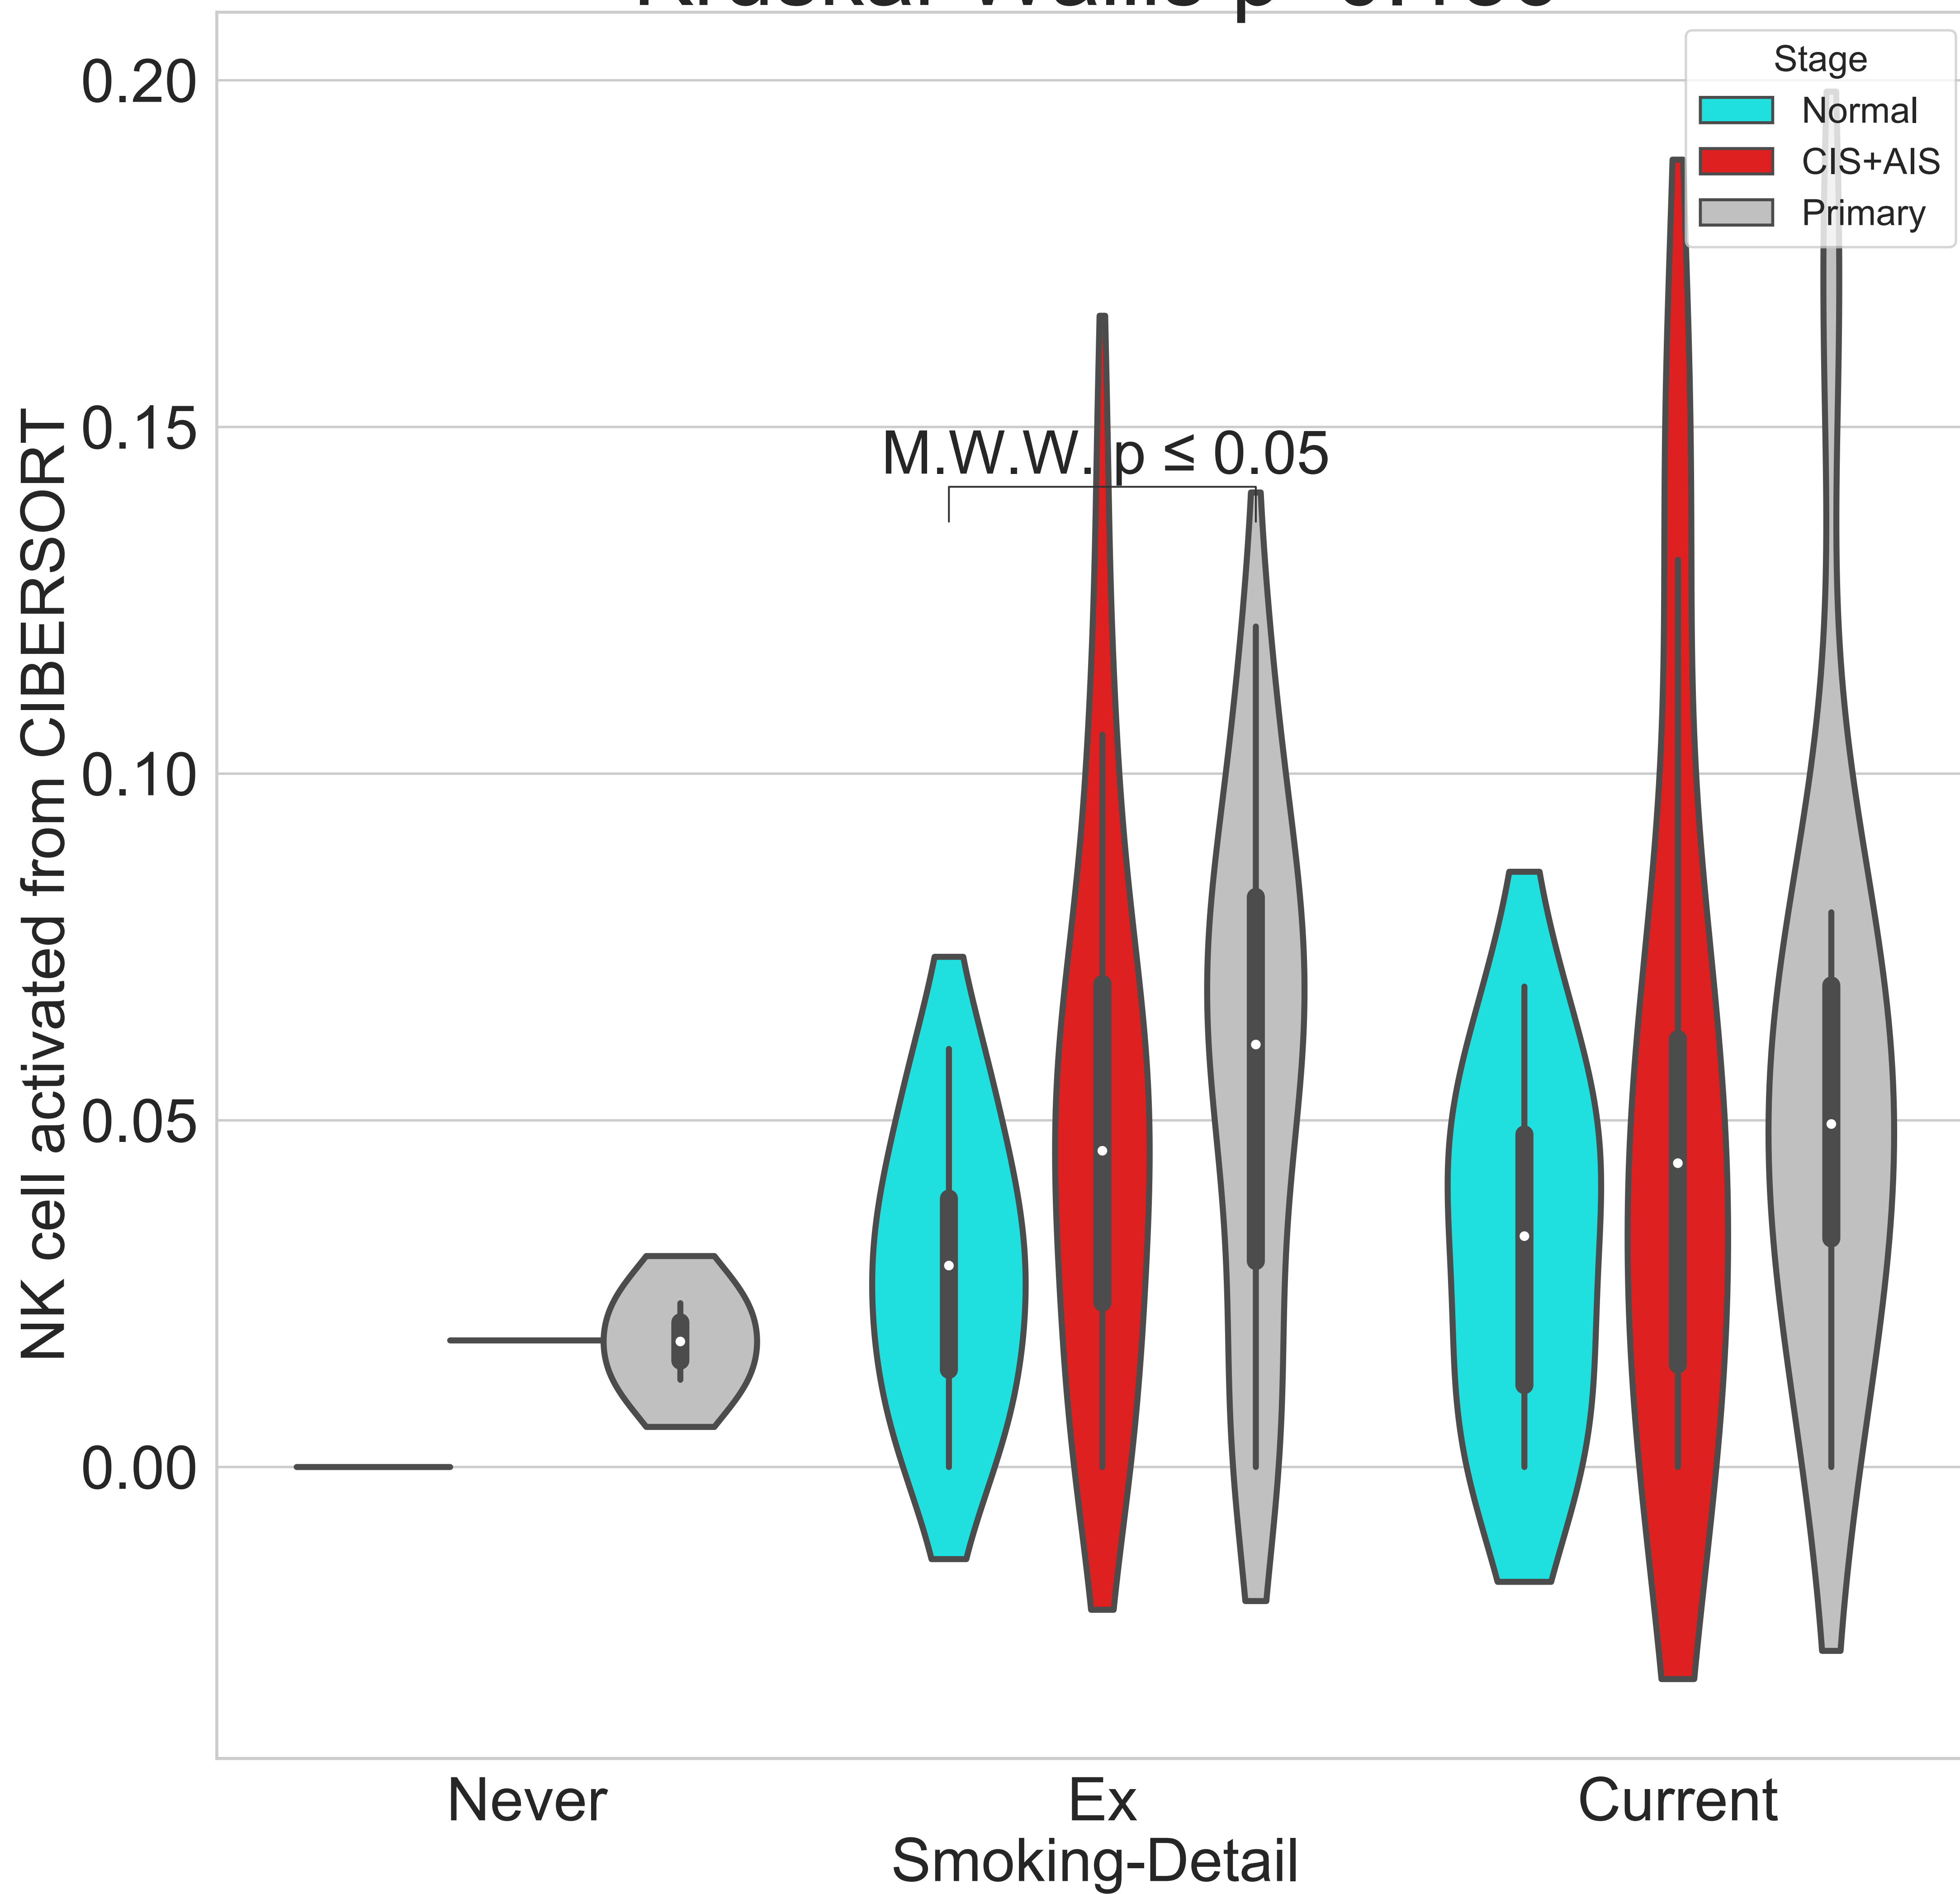 Stage
Normal
CIS+AIS
Primary
0.20
0.15
0.10
0.05
0.00
NK cell activated from CIBERSORT
M.W.W. p ≤ 0.05
Never
Ex
Current
Smoking-Detail